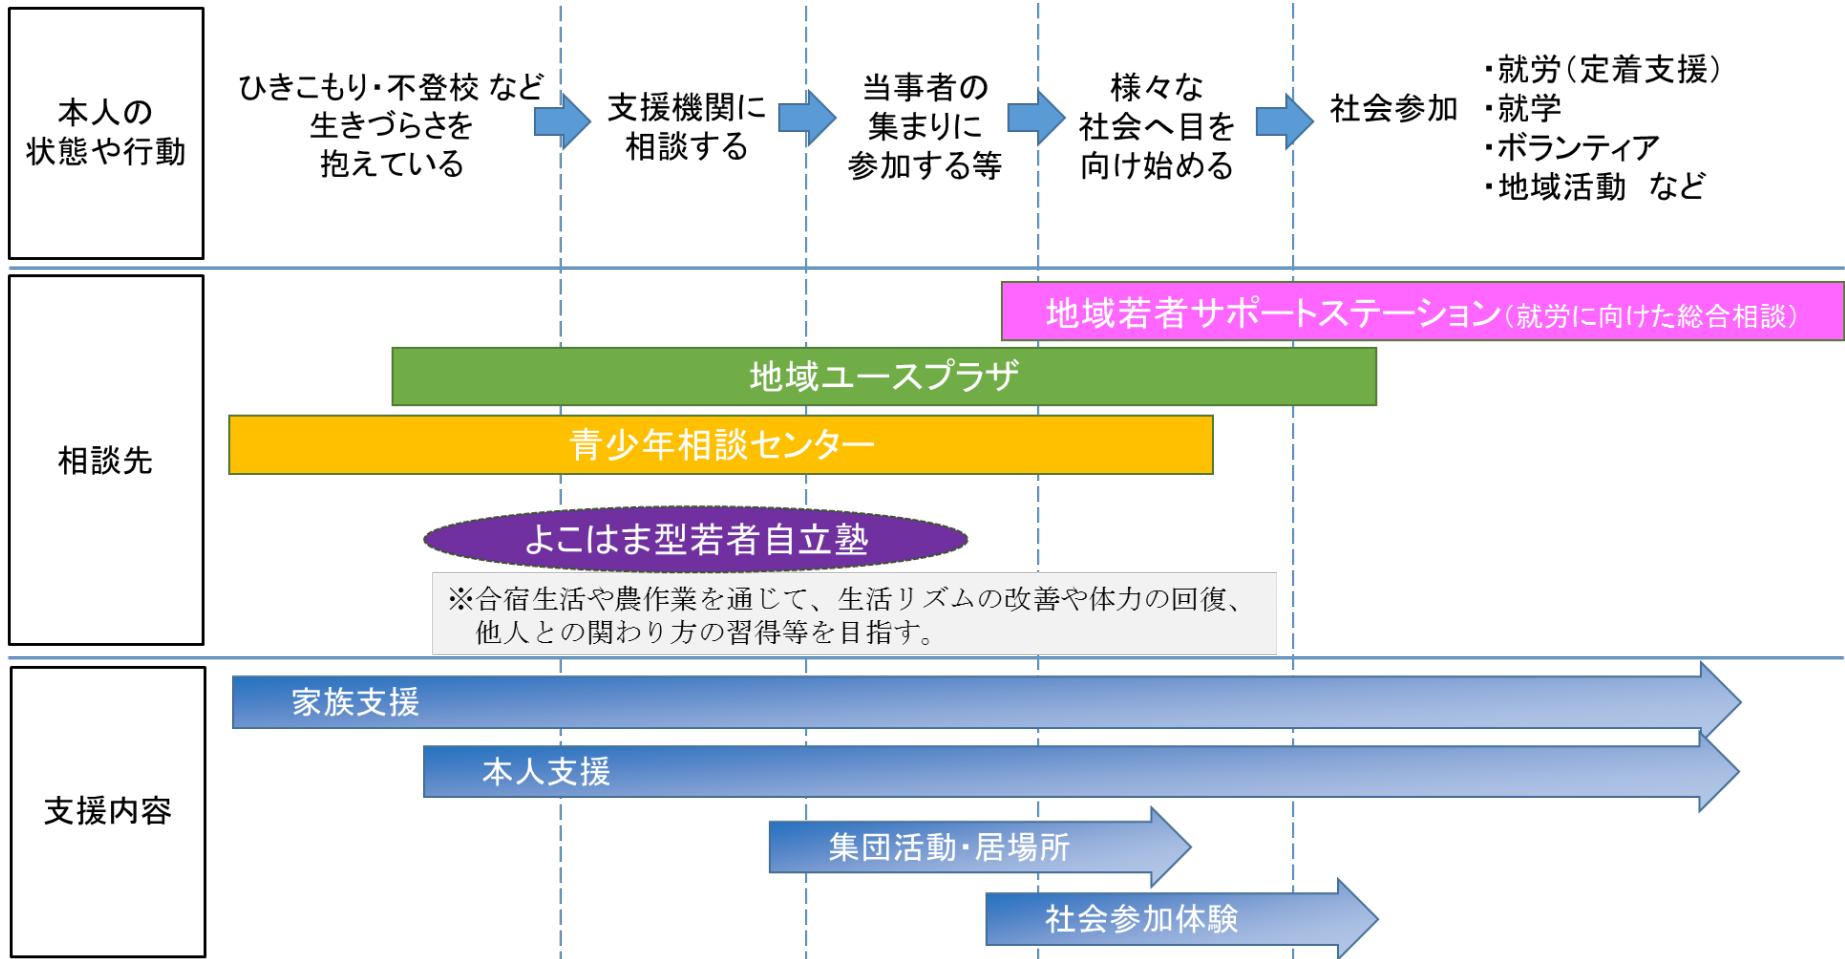 本人の
状態や行動
ひきこもり・不登校 など
生きづらさを
抱えている
支援機関に
相談する
当事者の
集まりに
参加する等
様々な
社会へ目を
向け始める
社会参加
・就労（定着支援）
・就学
・ボランティア
・地域活動　など
相談先
地域若者サポートステーション（就労に向けた総合相談）
地域ユースプラザ
青少年相談センター
よこはま型若者自立塾
※合宿生活や農作業を通じて、生活リズムの改善や体力の回復、
他人との関わり方の習得等を目指す。
支援内容
家族支援
本人支援
集団活動・居場所
社会参加体験